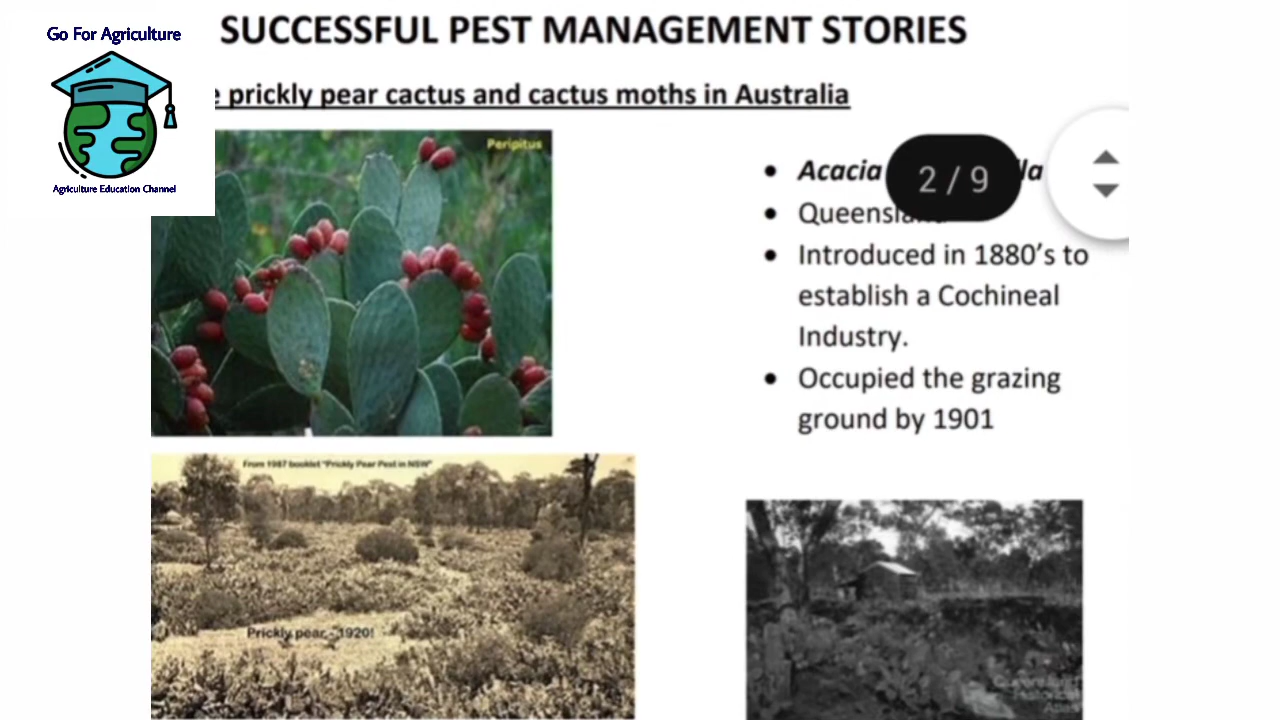 Go For Agriculture
SUCCESSFUL PEST MANAGEMENT STORIES
prickly pear cactus and cactus moths in Australia
Agriculture Education Channel
Peripitus
• Acacia
2 / 9
• Queensland
• Introduced in 1880’s to
establish a Cochineal
Industry.
• Occupied the grazing
ground by 1901
From 1987 booklet "Prickly Pear Pest in NSW"
Prickly pear - 1920!
Atlas